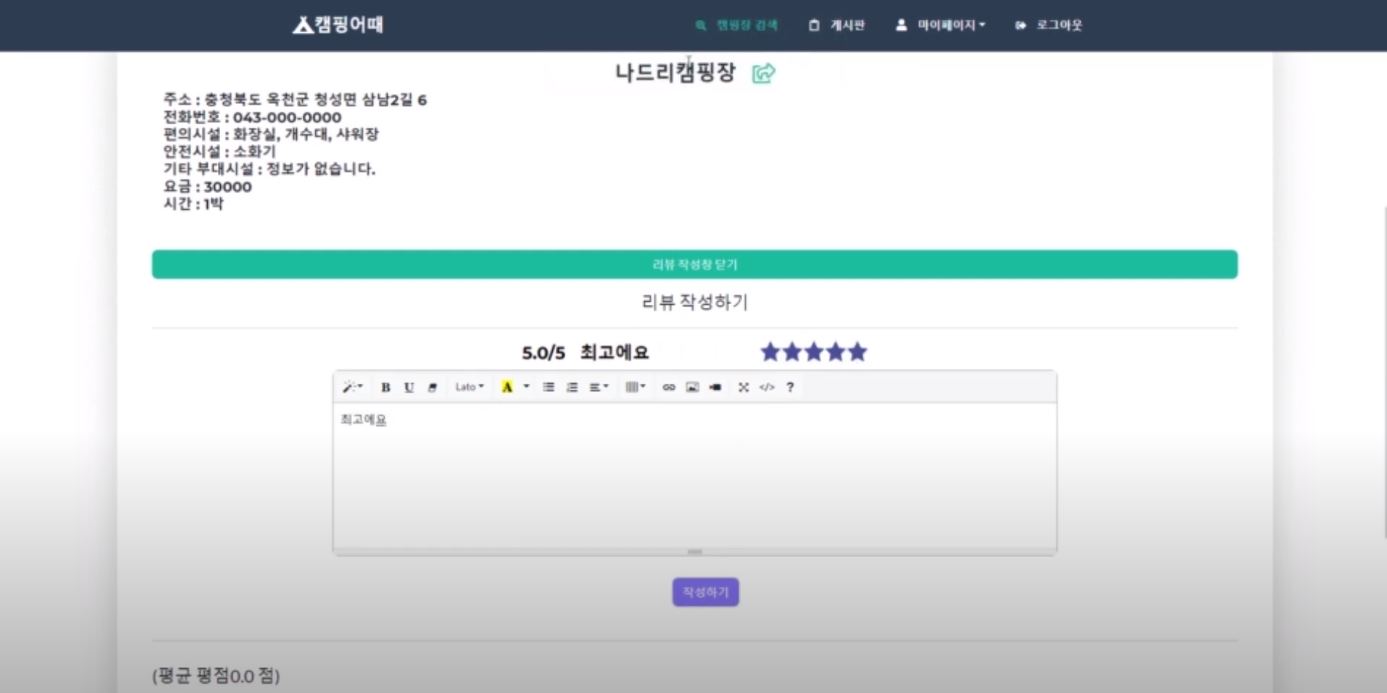 캠핑어때
캠핑장 검색 게시판 마이페이지 로그아웃
나드리캠핑장
주소 : 충청북도 옥천군 청성면 삼남2길 6
전화번호 : 043-000-0000
편의시설 : 화장실, 개수대, 샤워장
안전시설 : 소화기
기타 부대시설 : 정보가 없습니다.
요금 : 30000
시간 : 1박
리뷰 작성창 닫기
리뷰 작성하기
5.0/5 최고에요
B U Lato A </> ?
최고에요
작성하기
(평균 평점0.0 점)